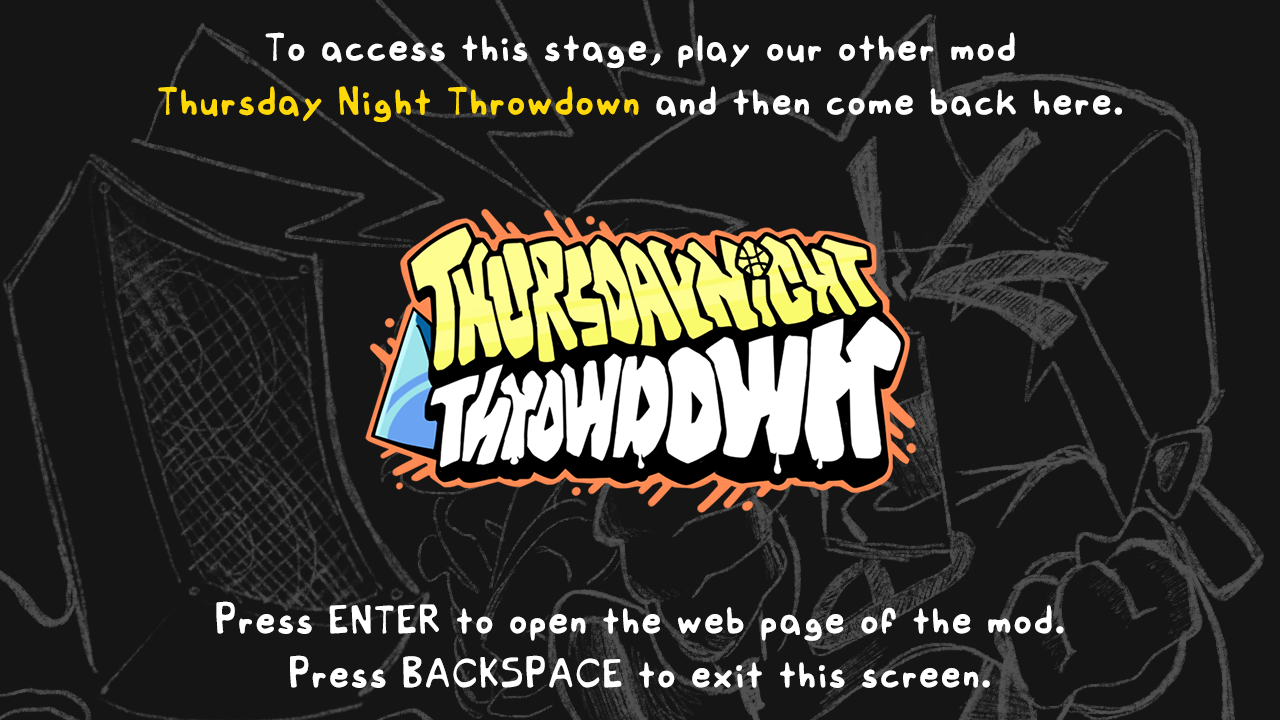 To access this stage, play our other mod
Thursday Night Throwdown and then come back here.
THURSDAY NIGHT
THROWDOWN
Press ENTER to open the web page of the mod.
Press BACKSPACE to exit this screen.